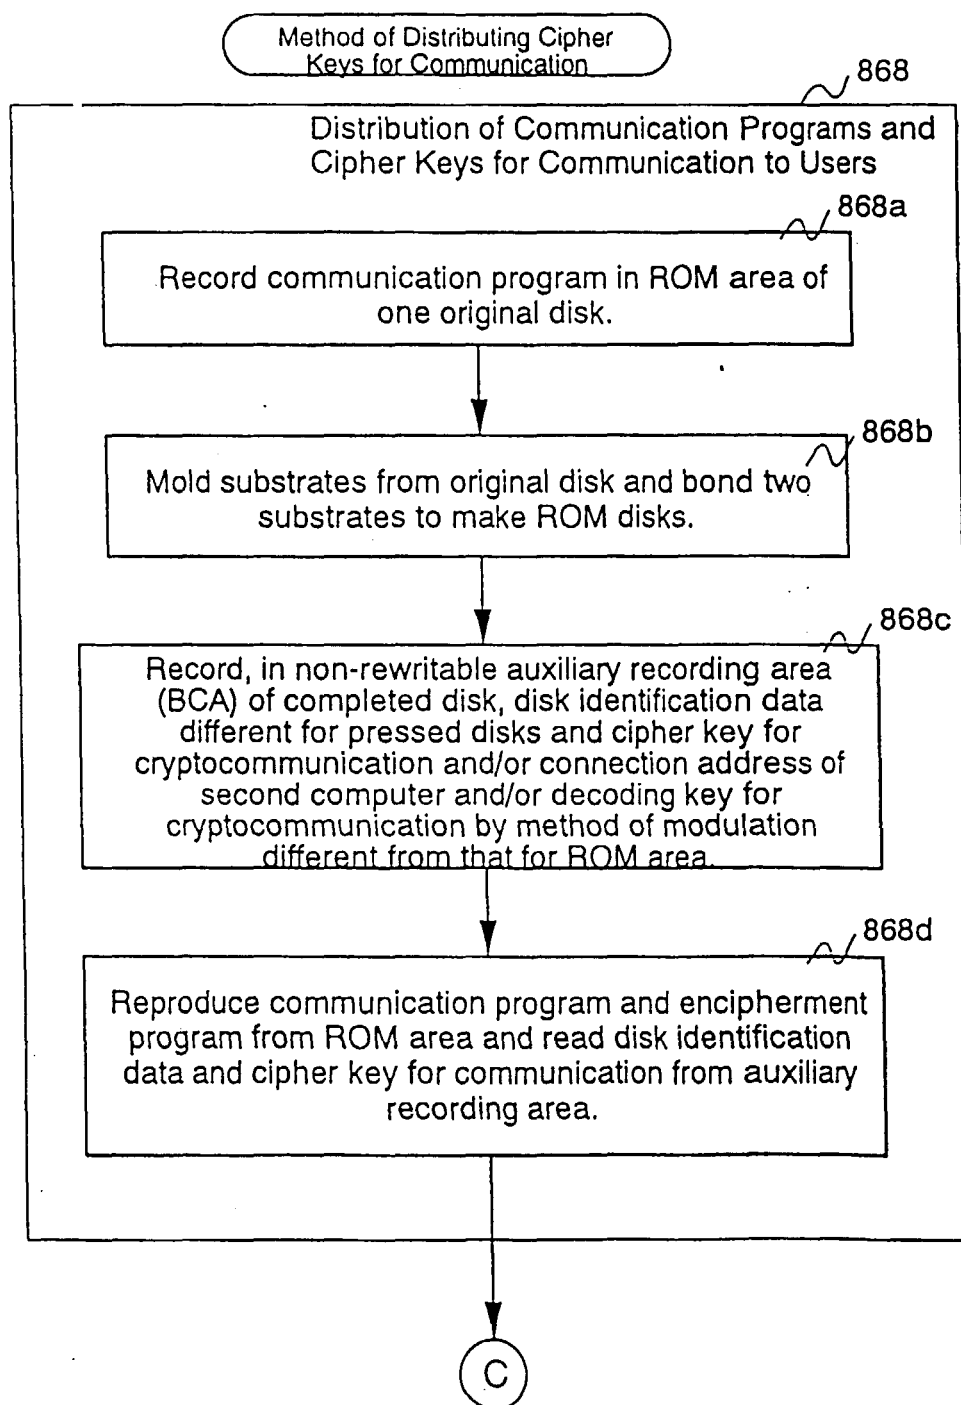 Method of Distributing Cipher
Keys for Communication
868
Distribution of Communication Programs and
Cipher Keys for Communication to Users
868a
Record communication program in ROM area of
one original disk.
868b
Mold substrates from original disk and bond two
substrates to make ROM disks.
868c
Record, in non-rewritable auxiliary recording area
(BCA) of completed disk, disk identification data
different for pressed disks and cipher key for
cryptocommunication and/or connection address of
second computer and/or decoding key for
cryptocommunication by method of modulation
different from that for ROM area.
868d
Reproduce communication program and encipherment
program from ROM area and read disk identification
data and cipher key for communication from auxiliary
recording area.
C